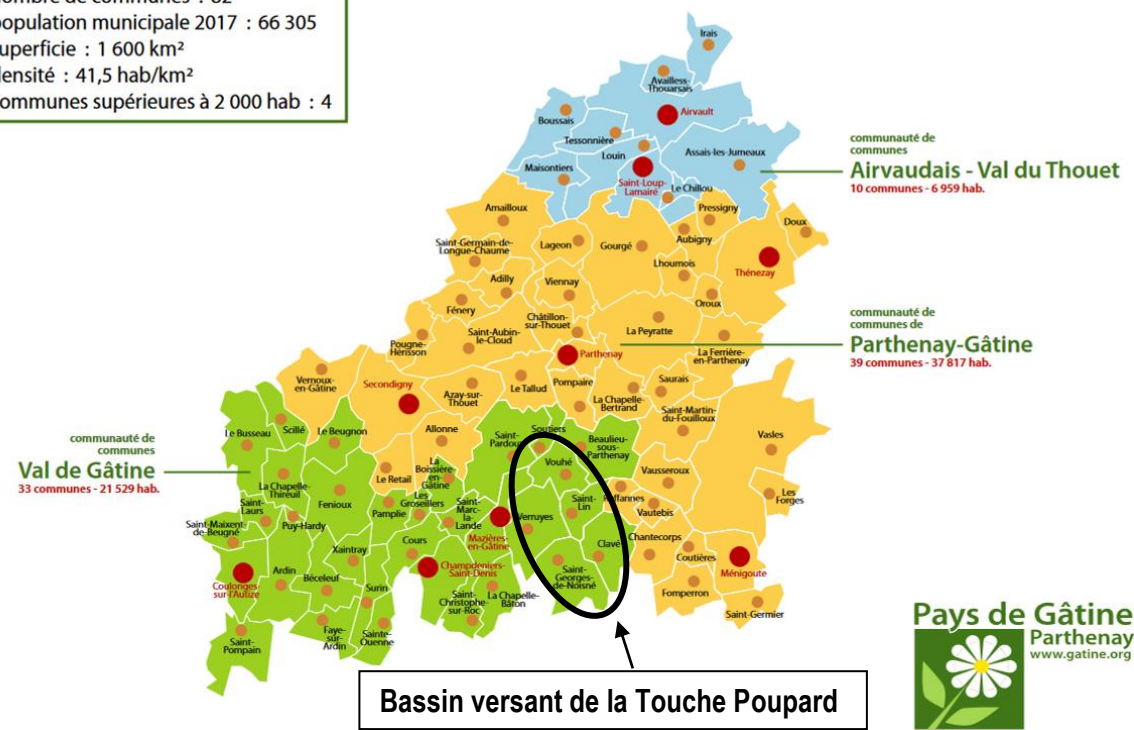 population municipale 2017 : 66 305
superficie : 1 600 km²
densité : 41,5 hab/km²
communes supérieures à 2 000 hab : 4
Irais
Availless-
Thouarsais
Airvault
Boussais
Tessonnière
Louin
Assais-les-Jumeaux
Maisontiers
Saint-Loup-
Lamairé
Le Chillou
communauté de
communes
Airvaudais - Val du Thouet
10 communes - 6 959 hab.
Pressigny
Doux
Amailloux
Aubigny
Saint-Germain-de-
Longue-Chaume
Lageon
Gourgé
Lhoumois
Thénezay
Adilly
Viennay
Oroux
Fénery
Châtillon-
sur-Thouet
La Peyratte
Saint-Aubin-
le-Cloud
Pougne-
Hérisson
Parthenay
La Ferrière-
en-Parthenay
communauté de
communes de
Parthenay-Gâtine
39 communes - 37 817 hab.
Vernoux-
en-Gâtine
Secondigny
Azay-sur-
Thouet
Le Tallud
Pompaire
La Chapelle-
Bertrand
Saurais
Saint-Martin-
du-Fouilloux
Allonne
Vasles
Le Retail
Vausseroux
Les
Forges
Vautebis
Chantecorps
Coutières
Ménigoute
Fomperron
Saint-Germier
communauté de
communes
Val de Gâtine
33 communes - 21 529 hab.
Le Busseau
Scillé
Le Beugnon
Saint-
Pardoux
Soutiers
Beaulieu-
sous-
Parthenay
Vouhé
La
Boissière-
en-
Gâtine
La Chapelle-
Thireuil
Fenioux
Pamplie
Les
Groseillers
Saint-
Marc-
la-
Lande
Saint-
Lin
Verruyes
Saint-
Laurs
Puy-Hardy
Saint-Maixent-
de-Beugné
Mazières-
en-Gâtine
Clavé
Xaintray
Cours
Champdeniers-
Saint-Denis
Saint-
Georges-
de-Noisné
Coulonges-
sur-l'Autize
Ardin
Béceleuf
Surin
Saint-
Christophe-
sur-Roc
La Chapelle-
Bâton
Faye-
sur-
Ardin
Sainte-
Ouenne
Saint-
Pompain
Bassin versant de la Touche Poupard
Pays de Gâtine
Parthenay
www.gatine.org